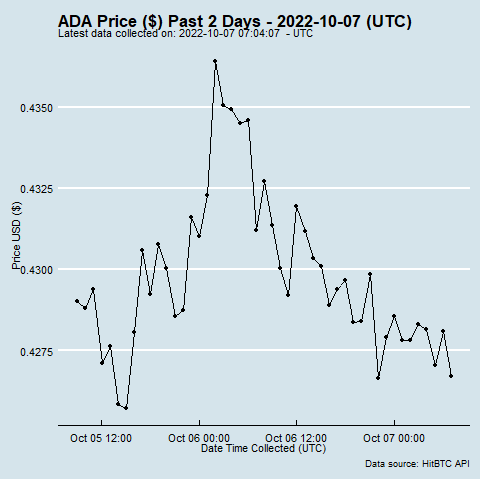 ADA Price ($) Past 2 Days - 2022-10-07 (UTC)
Latest data collected on: 2022-10-07 07:04:07 - UTC
0.4350
0.4325
0.4300
0.4275
Price USD ($)
Oct 05 12:00 Oct 06 00:00 Oct 06 12:00 Oct 07 00:00
Date Time Collected (UTC)
Data source: HitBTC API